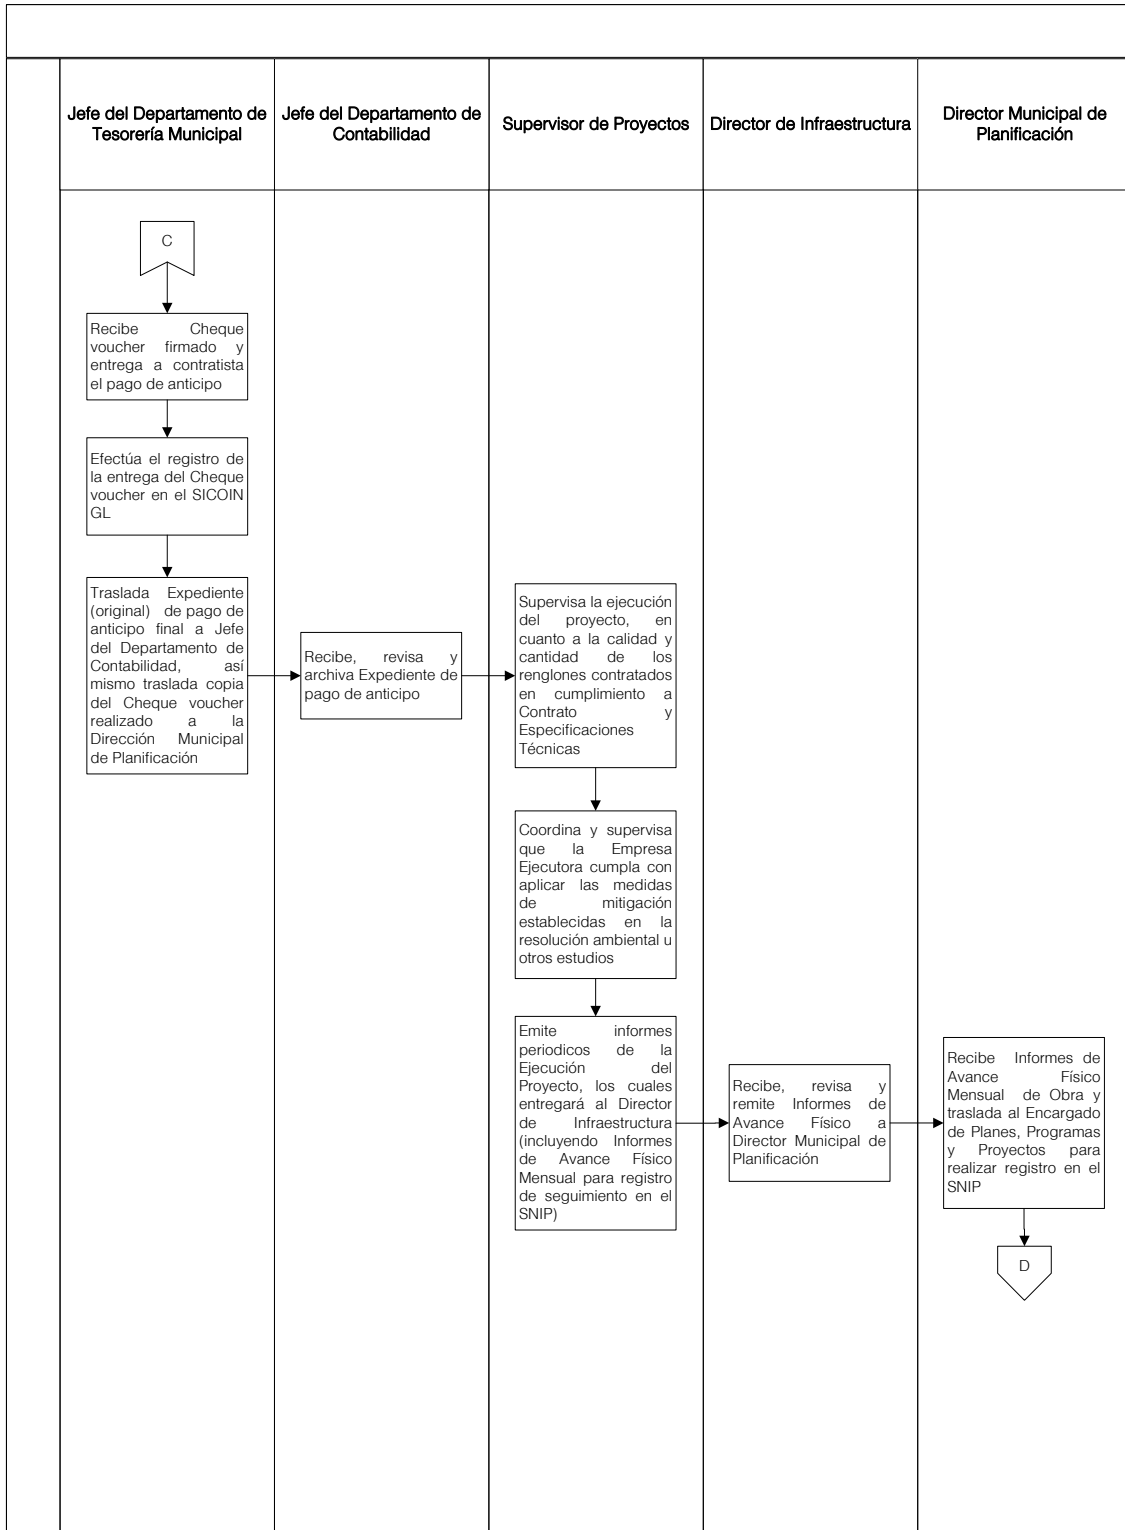 Jefe del Departamento de
Tesorería Municipal
Jefe del Departamento de
Contabilidad
Supervisor de Proyectos
Director de Infraestructura
Director Municipal de
Planificación
C
Recibe Cheque
voucher firmado y
entrega a contratista
el pago de anticipo
Efectúa el registro de
la entrega del Cheque
voucher en el SICOIN
GL
Traslada Expediente
(original) de pago de
anticipo final a Jefe
del Departamento de
Contabilidad, así
mismo traslada copia
del Cheque voucher
realizado a la
Dirección Municipal
de Planificación
Recibe, revisa y
archiva Expediente de
pago de anticipo
Supervisa la ejecución
del proyecto, en
cuanto a la calidad y
cantidad de los
renglones contratados
en cumplimiento a
Contrato y
Especificaciones
Técnicas
Coordina y supervisa
que la Empresa
Ejecutora cumpla con
aplicar las medidas
de mitigación
establecidas en la
resolución ambiental u
otros estudios
Emite informes
periodicos de la
Ejecución del
Proyecto, los cuales
entregará al Director
de Infraestructura
(incluyendo Informes
de Avance Físico
Mensual para registro
de seguimiento en el
SNIP)
Recibe, revisa y
remite Informes de
Avance Físico a
Director Municipal de
Planificación
Recibe Informes de
Avance Físico
Mensual de Obra y
traslada al Encargado
de Planes, Programas
y Proyectos para
realizar registro en el
SNIP
D